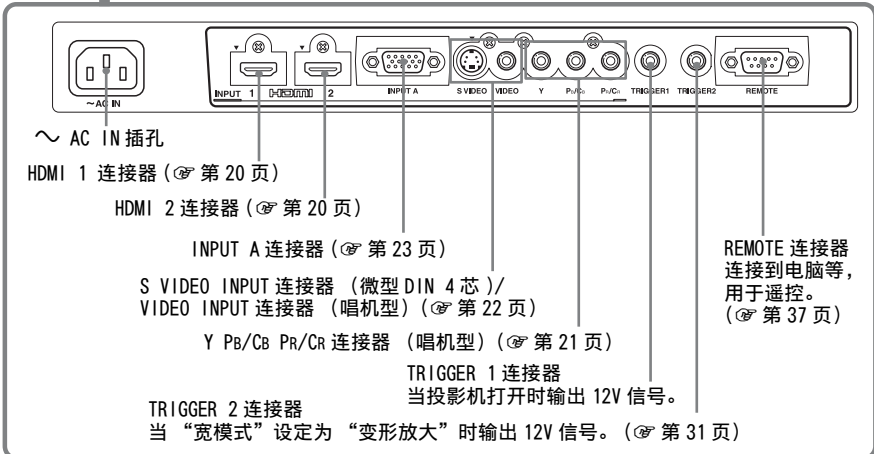 ~AC IN
INPUT 1 HDMI 2
INPUT A
S VIDEO VIDEO
Y PB/CB PR/CR
TRIGGER1 TRIGGER2
REMOTE
～ AC IN 插孔
HDMI 1 连接器 (☞ 第 20 页)
HDMI 2 连接器 (☞ 第 20 页)
INPUT A 连接器 (☞ 第 23 页)
S VIDEO INPUT 连接器 （微型 DIN 4 芯 )/
VIDEO INPUT 连接器 （唱机型）(☞ 第 22 页)
Y PB/CB PR/CR 连接器 （唱机型）(☞ 第 21 页)
TRIGGER 1 连接器
当投影机打开时输出 12V 信号。
TRIGGER 2 连接器
当 “宽模式” 设定为 “变形放大” 时输出 12V 信号。(☞ 第 31 页)
REMOTE 连接器
连接到电脑等，
用于遥控。
(☞ 第 37 页)